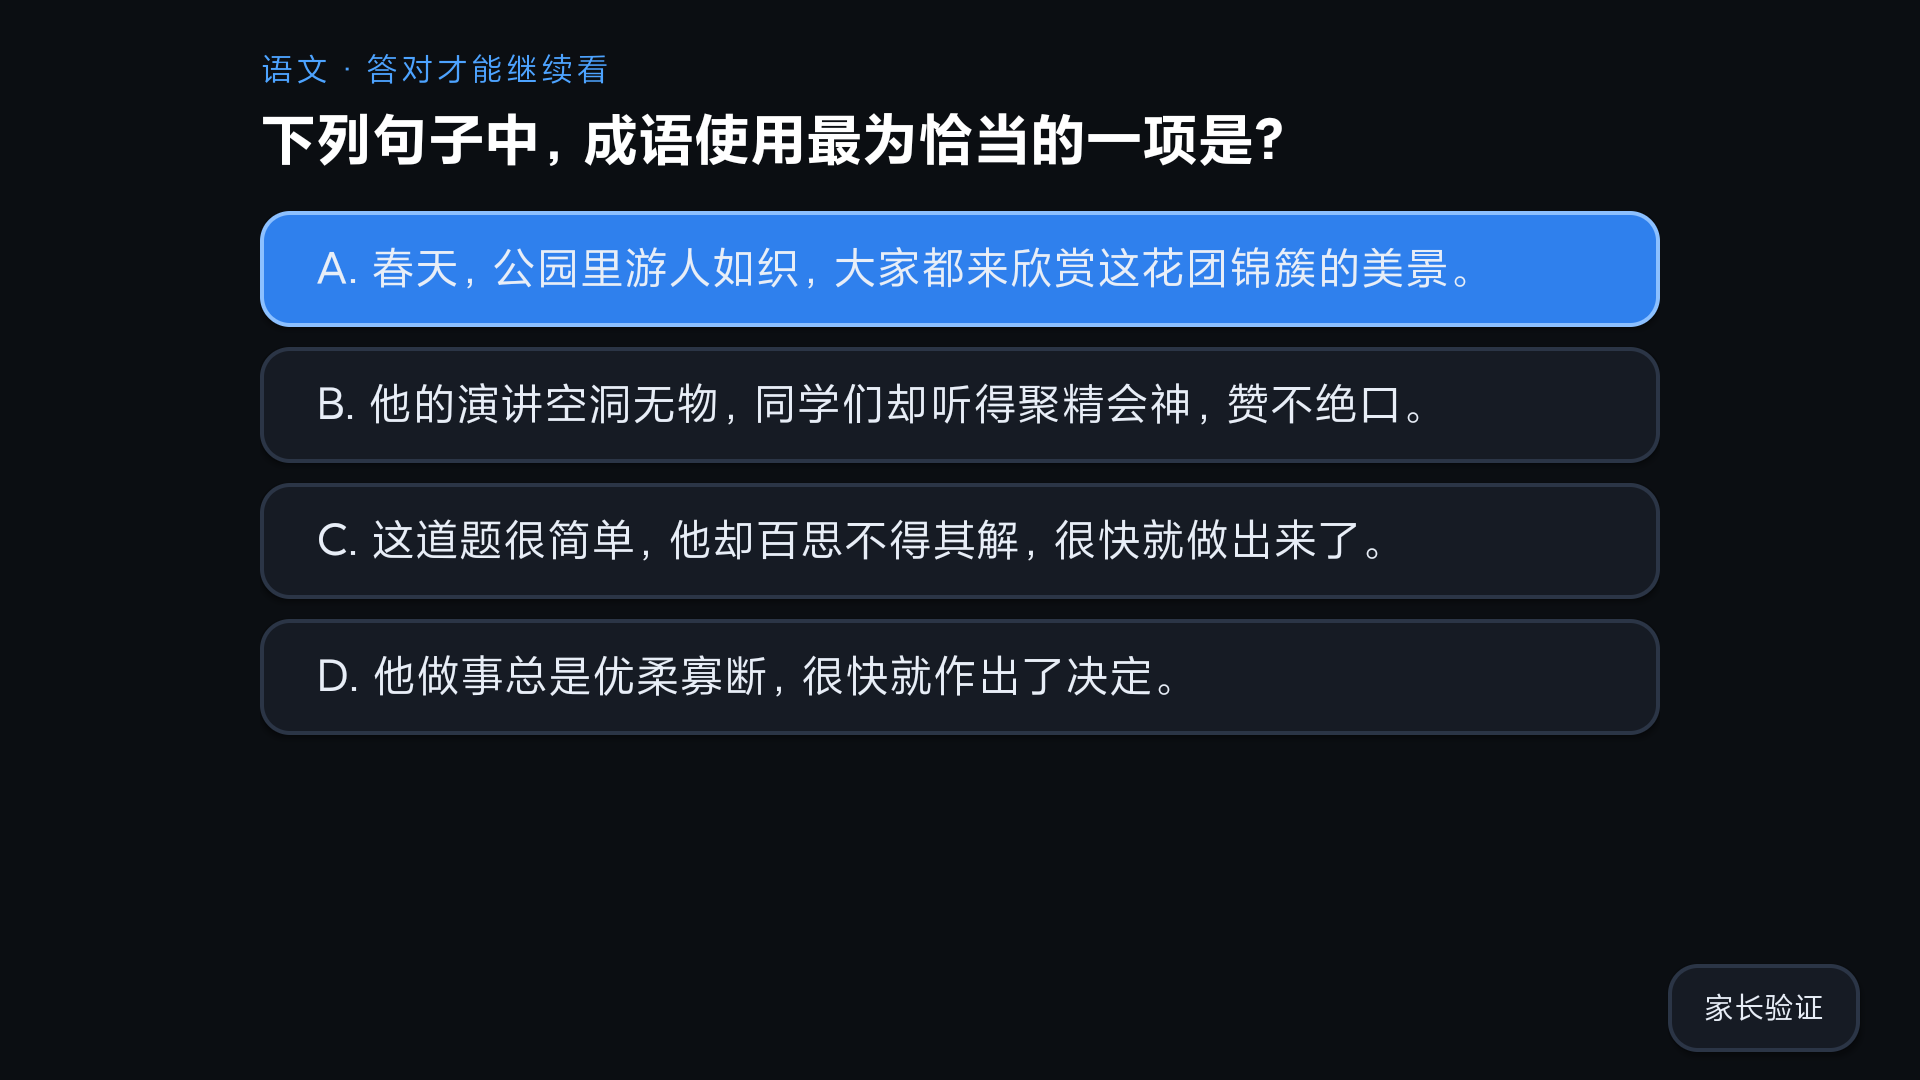 语文 · 答对才能继续看
下列句子中，成语使用最为恰当的一项是?
A. 春天，公园里游人如织，大家都来欣赏这花团锦簇的美景。
B. 他的演讲空洞无物，同学们却听得聚精会神，赞不绝口。
C. 这道题很简单，他却百思不得其解，很快就做出来了。
D. 他做事总是优柔寡断，很快就作出了决定。
家长验证